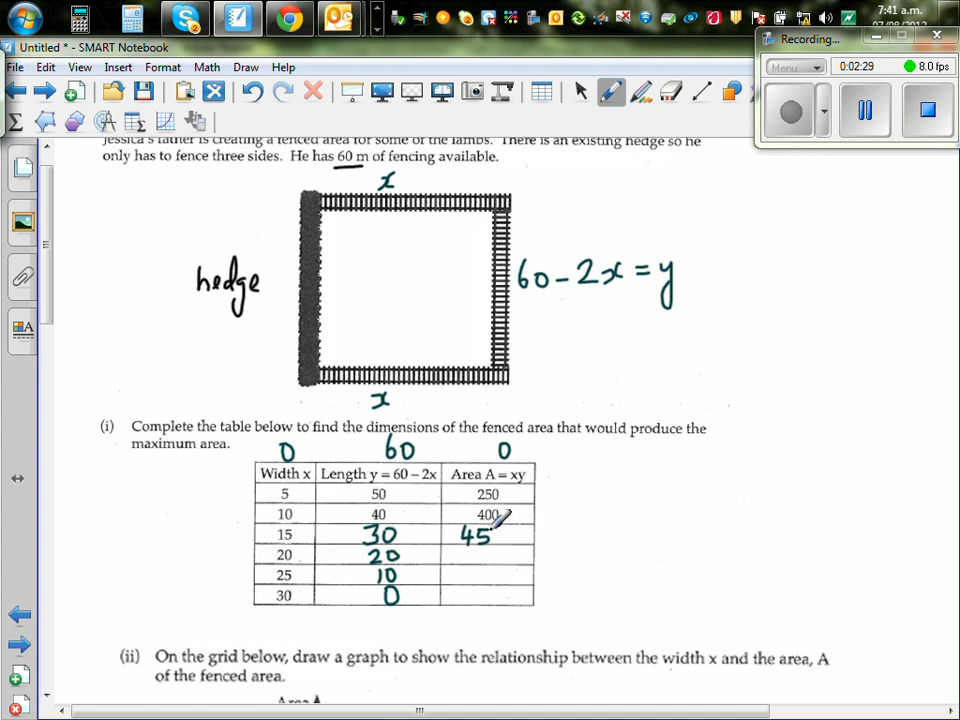 7:41 a.m.
07/08/2012
Untitled * - SMART Notebook
File Edit View Insert Format Math Draw Help
Recording...
Menu
0:02:29
8.0 fps
Jessica's father is creating a fenced area for some of the lambs. There is an existing hedge so he
only has to fence three sides. He has 60 m of fencing available.
x
hedge
60 - 2x = y
x
(i) Complete the table below to find the dimensions of the fenced area that would produce the
maximum area.
0 60 0
Width x Length y = 60 – 2x Area A = xy
5 50 250
10 40 400
15 30 45
20 20
25 10
30 0
(ii) On the grid below, draw a graph to show the relationship between the width x and the area, A
of the fenced area.
Area A